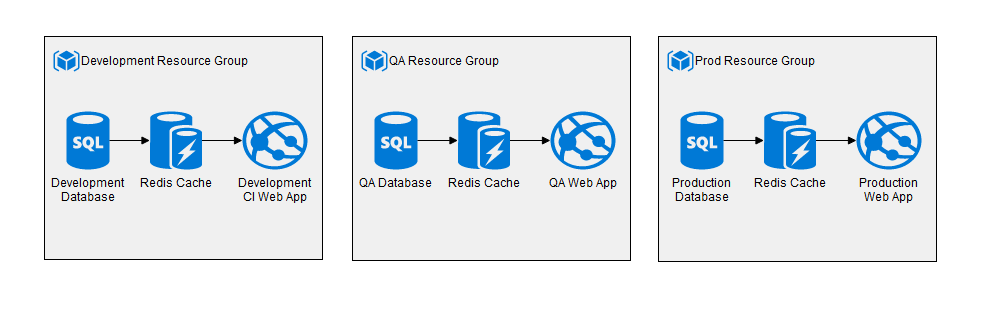 Development Resource Group
SQL
Development
Database
Redis Cache
Development
CI Web App
QA Resource Group
SQL
QA Database
Redis Cache
QA Web App
Prod Resource Group
SQL
Production
Database
Redis Cache
Production
Web App